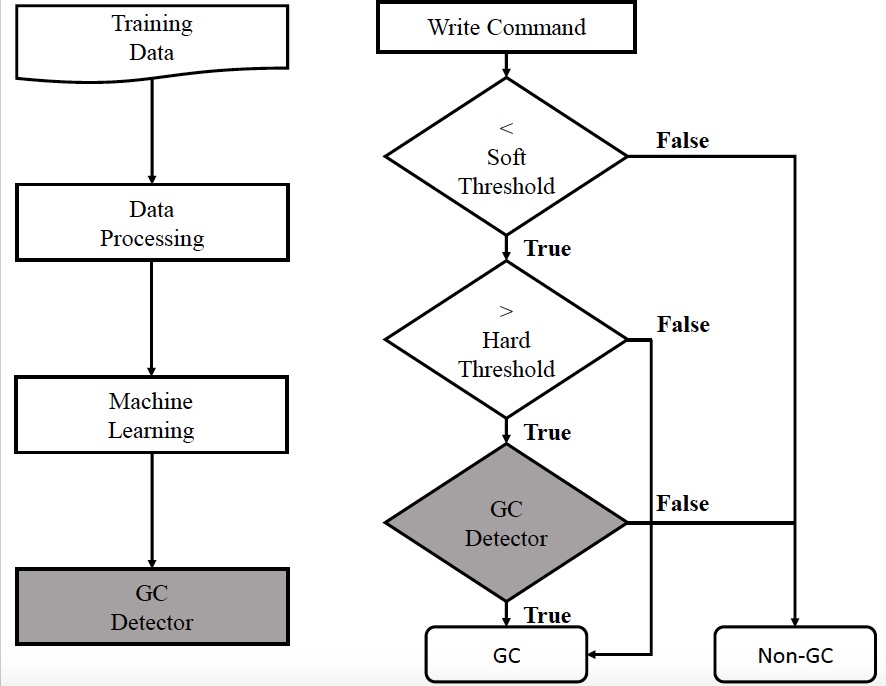 Training
Data
Data
Processing
Machine
Learning
GC
Detector
Write Command
<
Soft
Threshold
False
True
>
Hard
Threshold
False
True
GC
Detector
False
True
GC
Non-GC